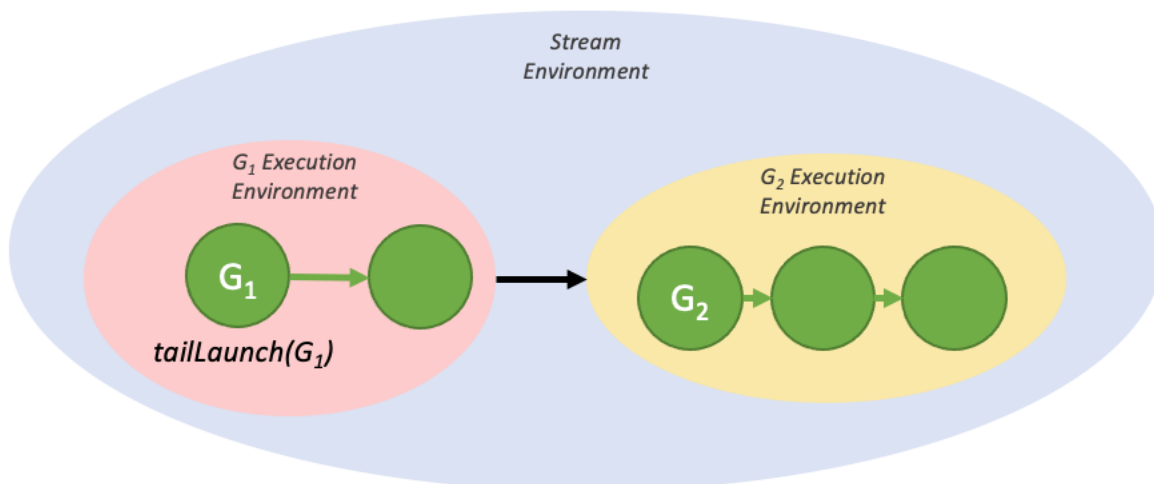 Stream
Environment
G₁ Execution
Environment
G₂ Execution
Environment
G₁
G₂
tailLaunch(G₁)